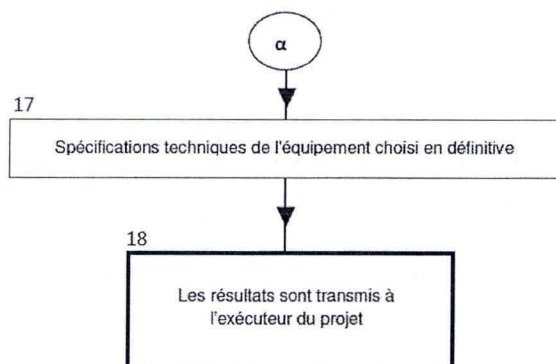 α
17
Spécifications techniques de l'équipement choisi en définitive
18
Les résultats sont transmis à
l'exécuteur du projet